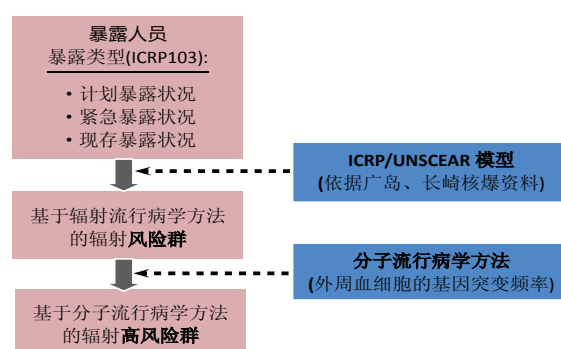 暴露人员
暴露类型(ICRP103):
• 计划暴露状况
• 紧急暴露状况
• 现存暴露状况
ICRP/UNSCEAR 模型
(依据广岛、长崎核爆资料)
基于辐射流行病学方法
的辐射风险群
分子流行病学方法
(外周血细胞的基因突变频率)
基于分子流行病学方法
的辐射高风险群